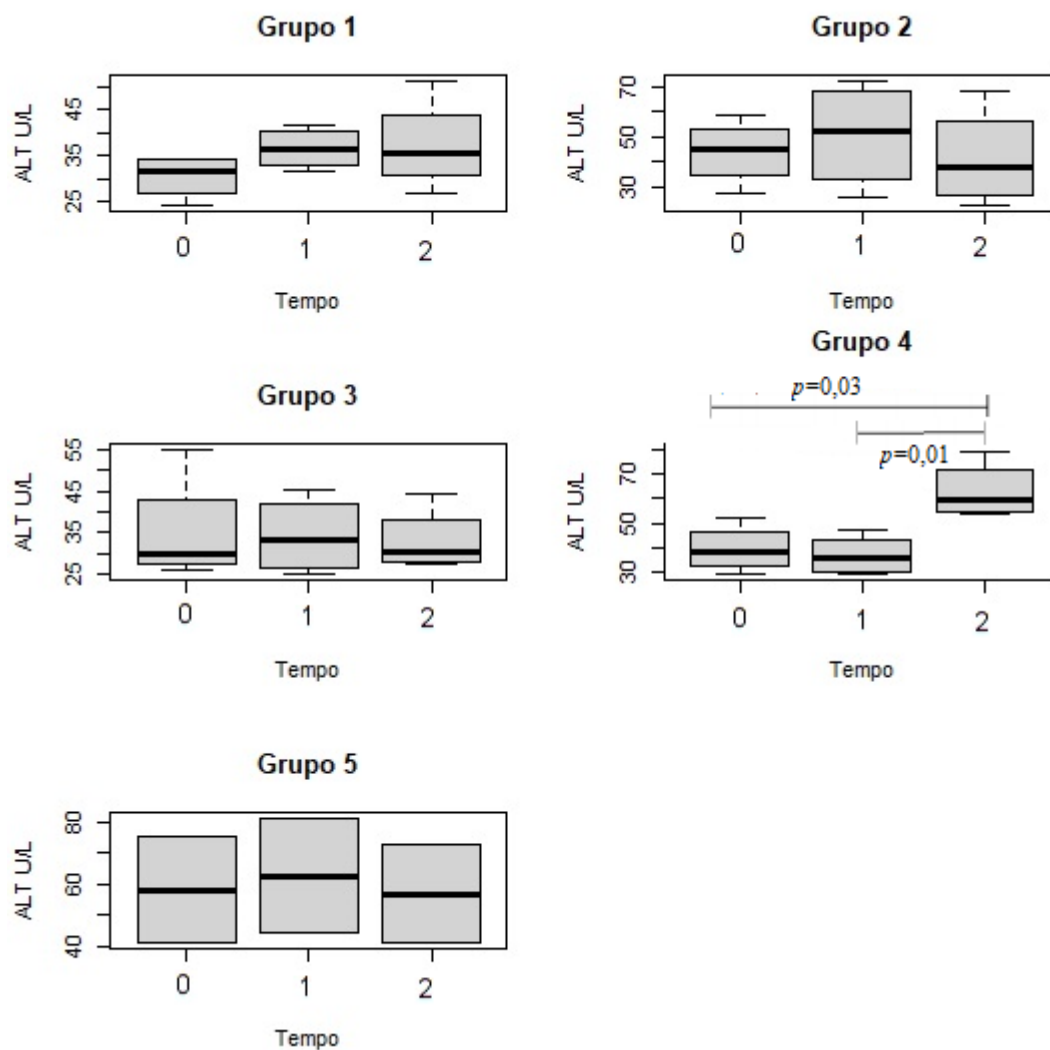 Grupo 1
ALT U/L
45
35
25
0 1 2
Tempo
Grupo 2
ALT U/L
70
50
30
0 1 2
Tempo
Grupo 3
ALT U/L
55
45
35
25
0 1 2
Tempo
Grupo 4
p=0,03
p=0,01
ALT U/L
70
50
30
0 1 2
Tempo
Grupo 5
ALT U/L
80
60
40
0 1 2
Tempo